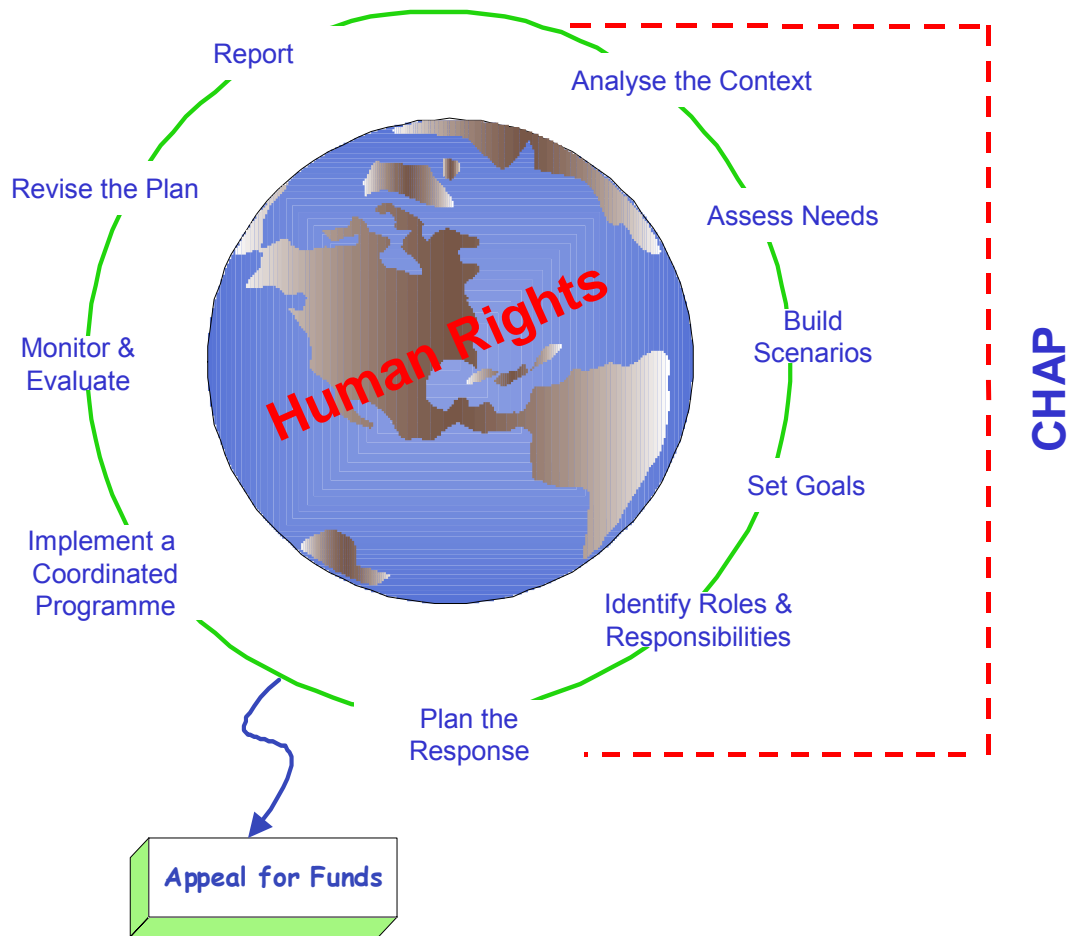 Report
Analyse the Context
Revise the Plan
Assess Needs
Human Rights
Build
Scenarios
CHAP
Monitor &
Evaluate
Set Goals
Implement a
Coordinated
Programme
Identify Roles &
Responsibilities
Plan the
Response
Appeal for Funds